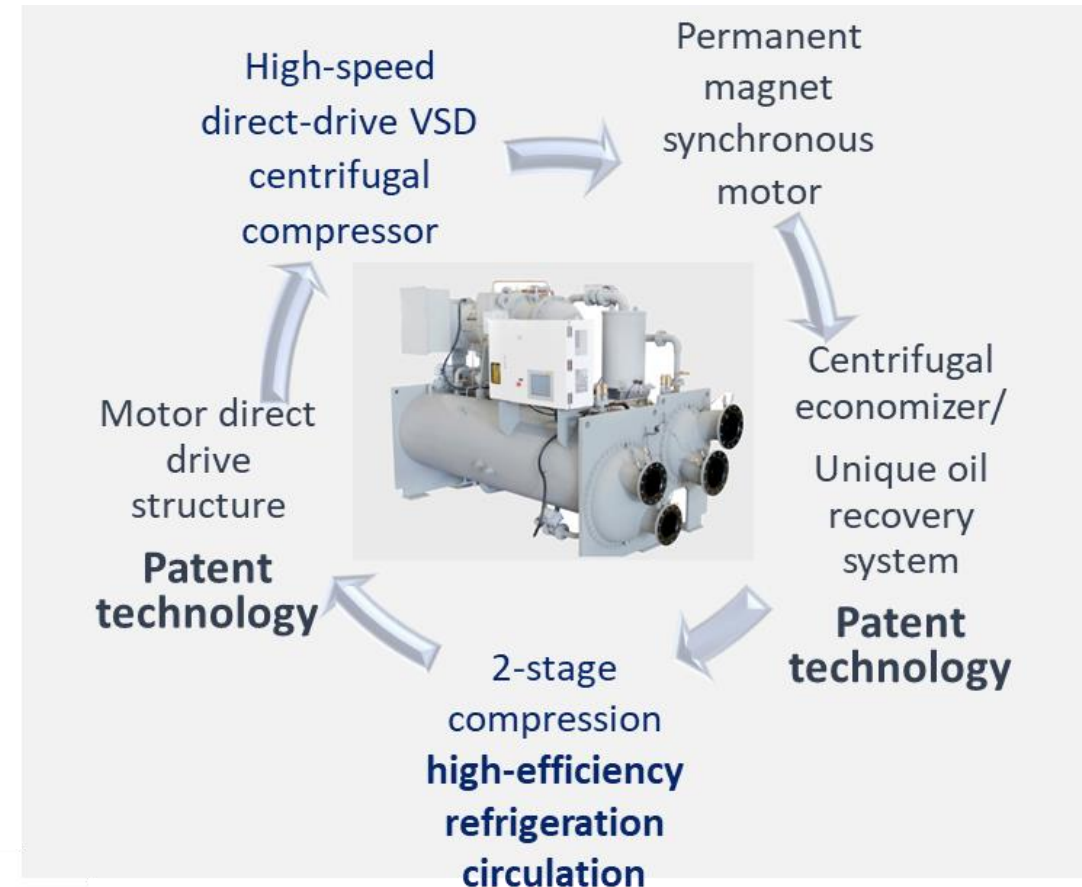 High-speed
direct-drive VSD
centrifugal
compressor
Permanent
magnet
synchronous
motor
Centrifugal
economizer/
Unique oil
recovery
system
Patent
technology
2-stage
compression
high-efficiency
refrigeration
circulation
Motor direct
drive
structure
Patent
technology